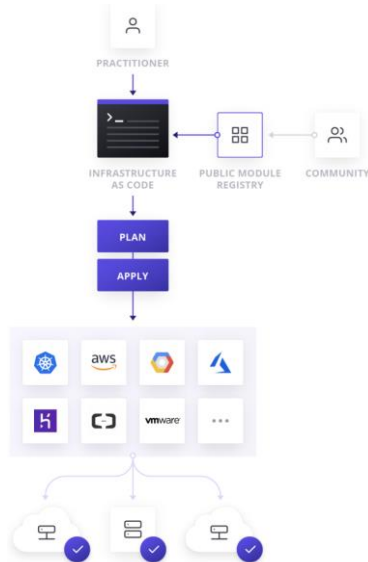 PRACTITIONER
INFRASTRUCTURE
AS CODE
PUBLIC MODULE
REGISTRY
COMMUNITY
PLAN
APPLY
aws
vmware